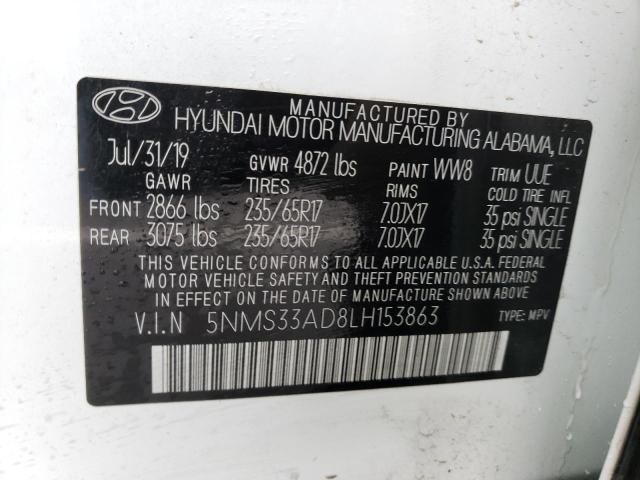 MANUFACTURED BY
HYUNDAI MOTOR MANUFACTURING ALABAMA, LLC
Jul/31/19 GVWR 4872 lbs PAINT WW8 TRIM UUE
GAWR TIRES RIMS COLD TIRE INFL
FRONT 2866 lbs 235/65R17 7.0JX17 35 psi SINGLE
REAR 3075 lbs 235/65R17 7.0JX17 35 psi SINGLE
THIS VEHICLE CONFORMS TO ALL APPLICABLE U.S.A. FEDERAL
MOTOR VEHICLE SAFETY AND THEFT PREVENTION STANDARDS
IN EFFECT ON THE DATE OF MANUFACTURE SHOWN ABOVE
V.I.N 5NMS33AD8LH153863 TYPE: MPV